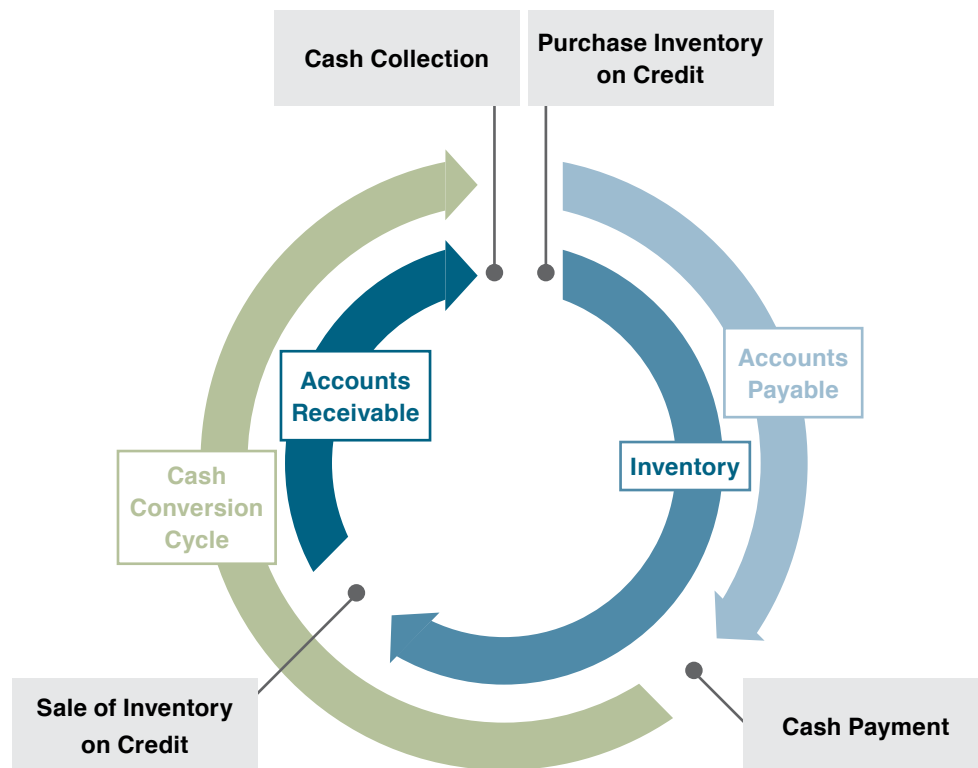 Cash Collection
Purchase Inventory
on Credit
Accounts
Payable
Accounts
Receivable
Inventory
Cash
Conversion
Cycle
Sale of Inventory
on Credit
Cash Payment